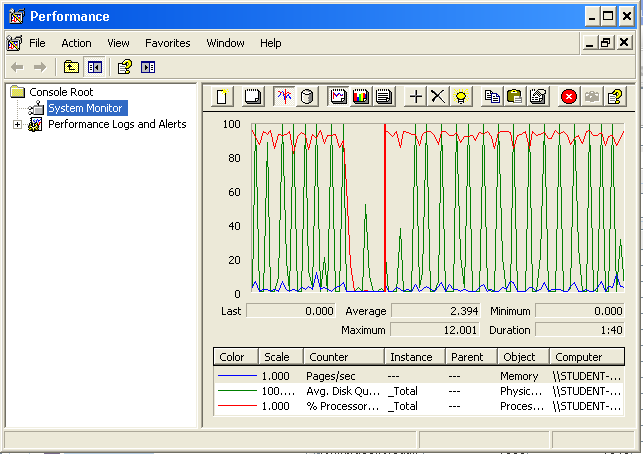 Performance
File Action View Favorites Window Help
Console Root
System Monitor
Performance Logs and Alerts
100
80
60
40
20
0
Last 0.000 Average 2.394 Minimum 0.000
Maximum 12.001 Duration 1:40
Color Scale Counter Instance Parent Object Computer
1.000 Pages/sec --- --- Memory \\STUDENT-...
100.... Avg. Disk Qu... _Total --- Physic... \\STUDENT-...
1.000 % Processor... _Total --- Proces... \\STUDENT-...